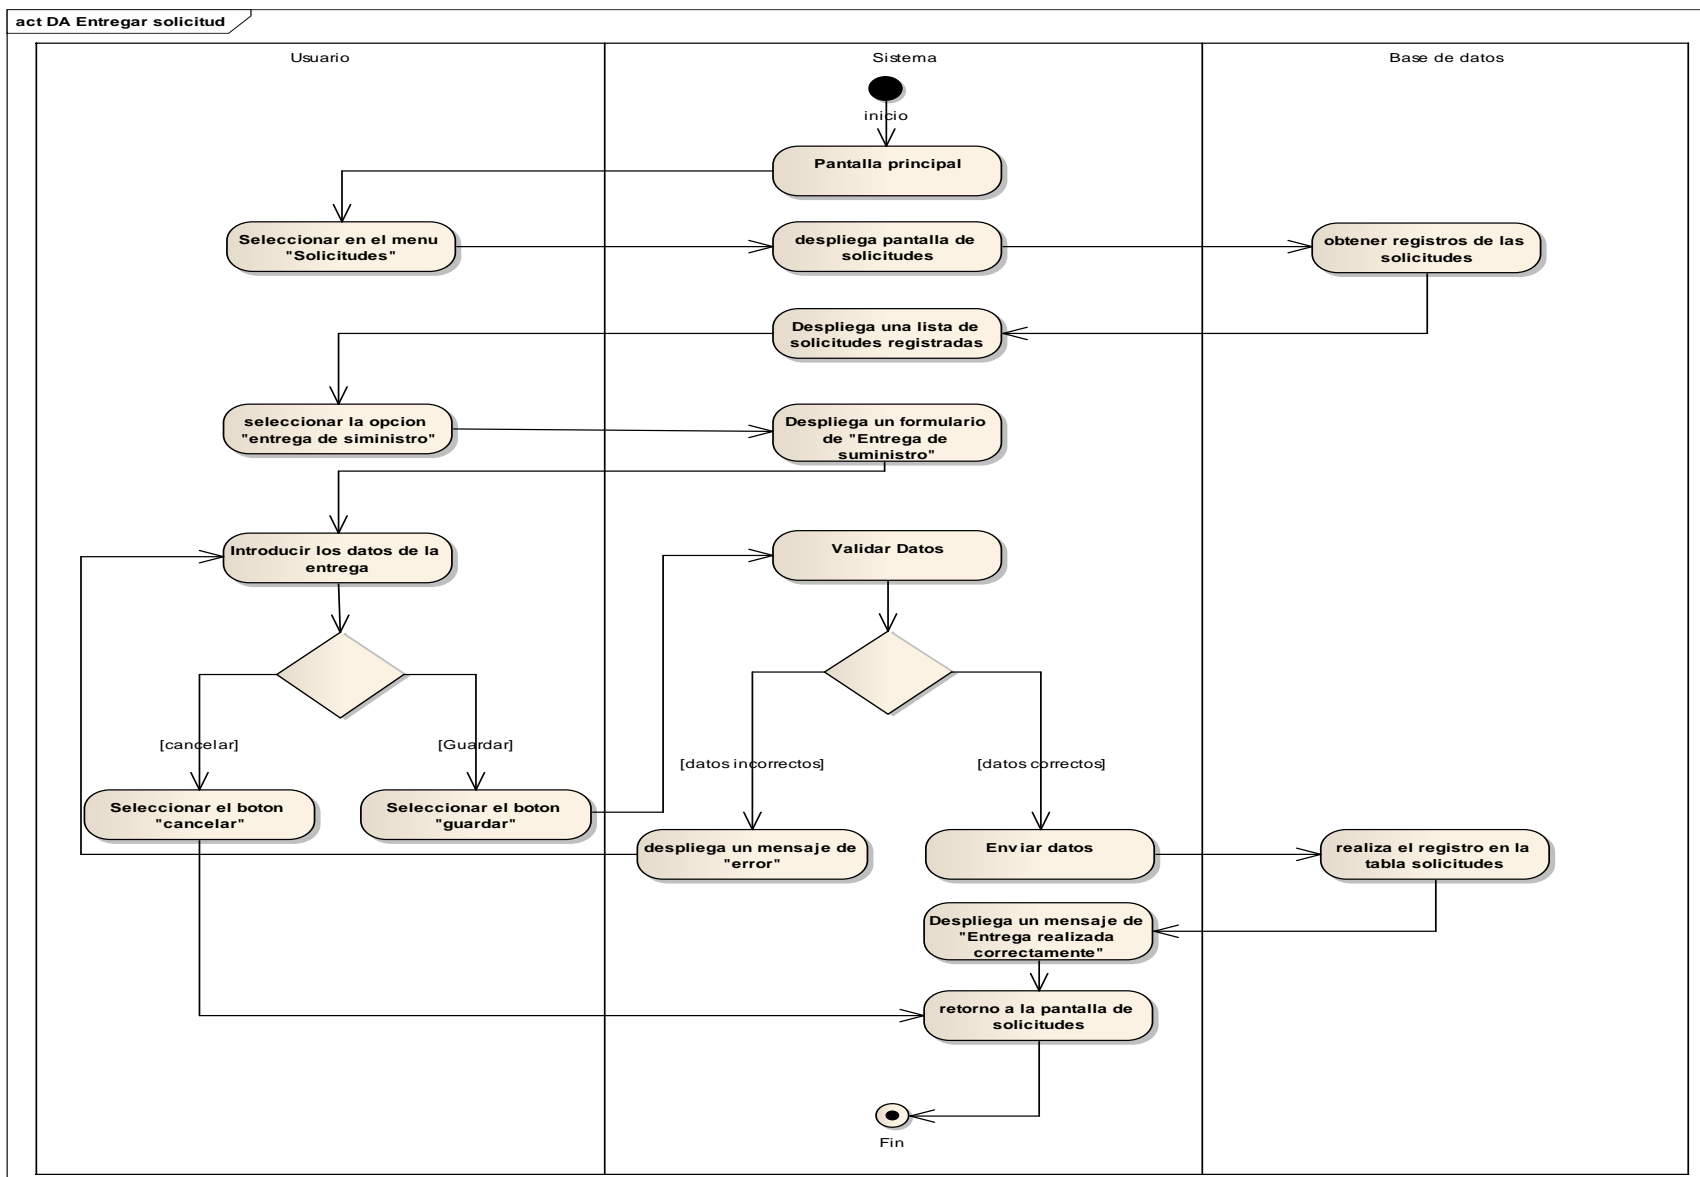 act DA Entregar solicitud
Usuario
Sistema
Base de datos
inicio
Pantalla principal
Seleccionar en el menu
"Solicitudes"
despliega pantalla de
solicitudes
obtener registros de las
solicitudes
Despliega una lista de
solicitudes registradas
seleccionar la opcion
"entrega de siministro"
Despliega un formulario
de "Entrega de
suministro"
Introducir los datos de la
entrega
Validar Datos
[cancelar]
[Guardar]
[datos incorrectos]
[datos correctos]
Seleccionar el boton
"cancelar"
Seleccionar el boton
"guardar"
despliega un mensaje de
"error"
Enviar datos
realiza el registro en la
tabla solicitudes
Despliega un mensaje de
"Entrega realizada
correctamente"
retorno a la pantalla de
solicitudes
Fin